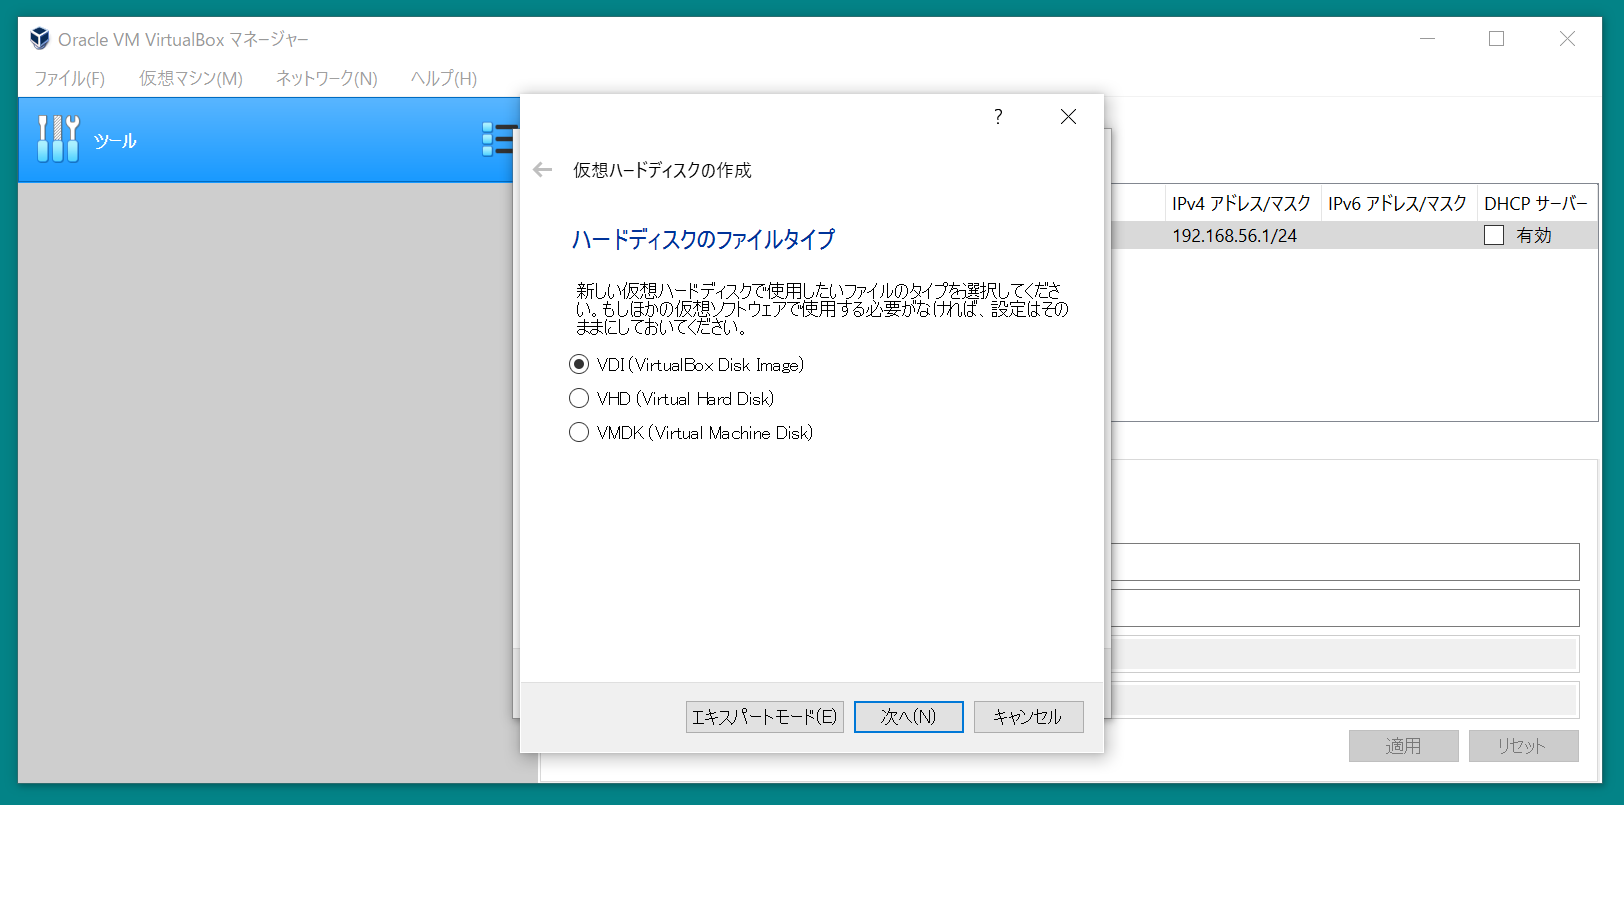 Oracle VM VirtualBox マネージャー
ファイル(F) 仮想マシン(M) ネットワーク(N) ヘルプ(H)
ツール
?
仮想ハードディスクの作成
ハードディスクのファイルタイプ
新しい仮想ハードディスクで使用したいファイルのタイプを選択してくださ
い。もしほかの仮想ソフトウェアで使用する必要がなければ、設定はその
ままにしておいてください。
VDI(VirtualBox Disk Image)
VHD (Virtual Hard Disk)
VMDK(Virtual Machine Disk)
エキスパートモード(E) 次へ(N) キャンセル
IPv4 アドレス/マスク IPv6 アドレス/マスク DHCP サーバー
192.168.56.1/24 有効
適用 リセット